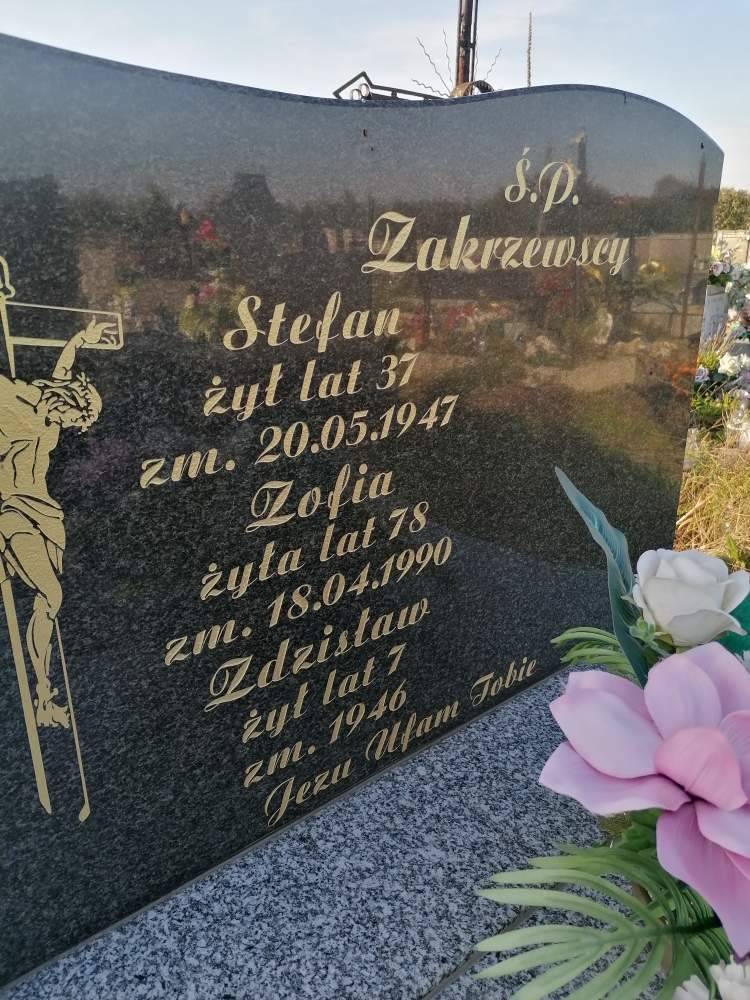 Ś.P.
Zakrzewscy
Stefan
żył lat 37
zm. 20.05.1947
Zofia
żyła lat 78
zm. 18.04.1990
Zdzisław
żył lat 7
zm. 1946
Jezu Ufam Tobie